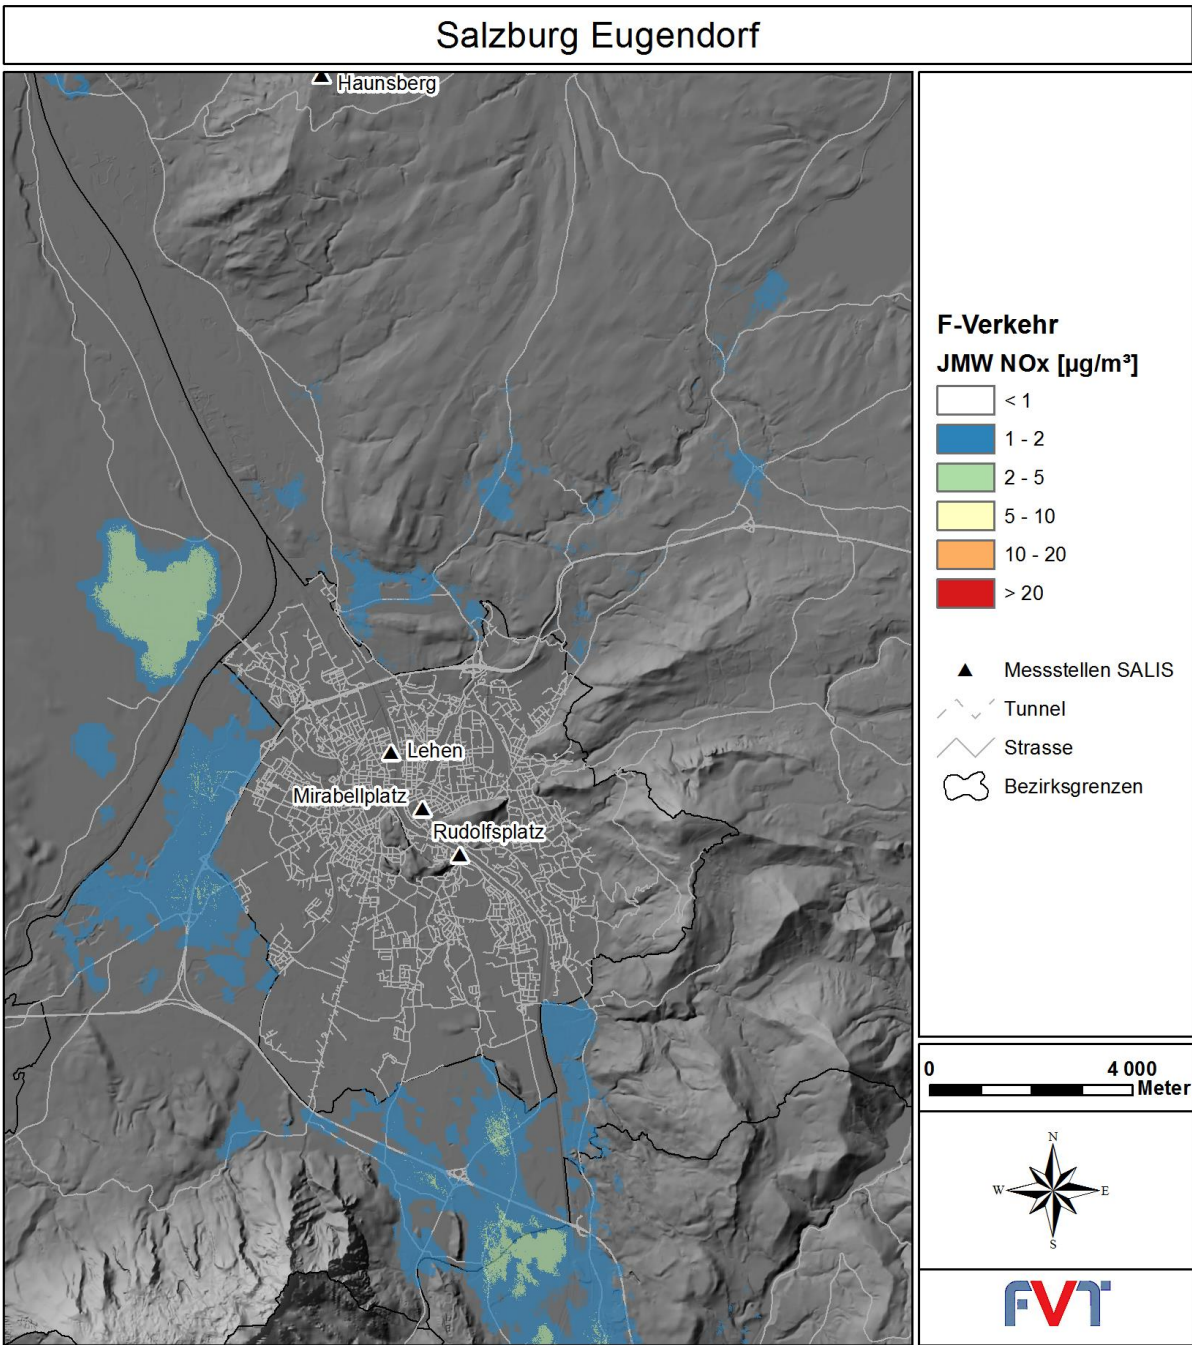 Salzburg Eugendorf
Haunsberg
Lehen
Mirabellplatz
Rudolfsplatz
F-Verkehr
JMW NOx [µg/m³]
< 1
1 - 2
2 - 5
5 - 10
10 - 20
> 20
Messstellen SALIS
Tunnel
Strasse
Bezirksgrenzen
0 4 000
Meter
N
W E
S
FVT